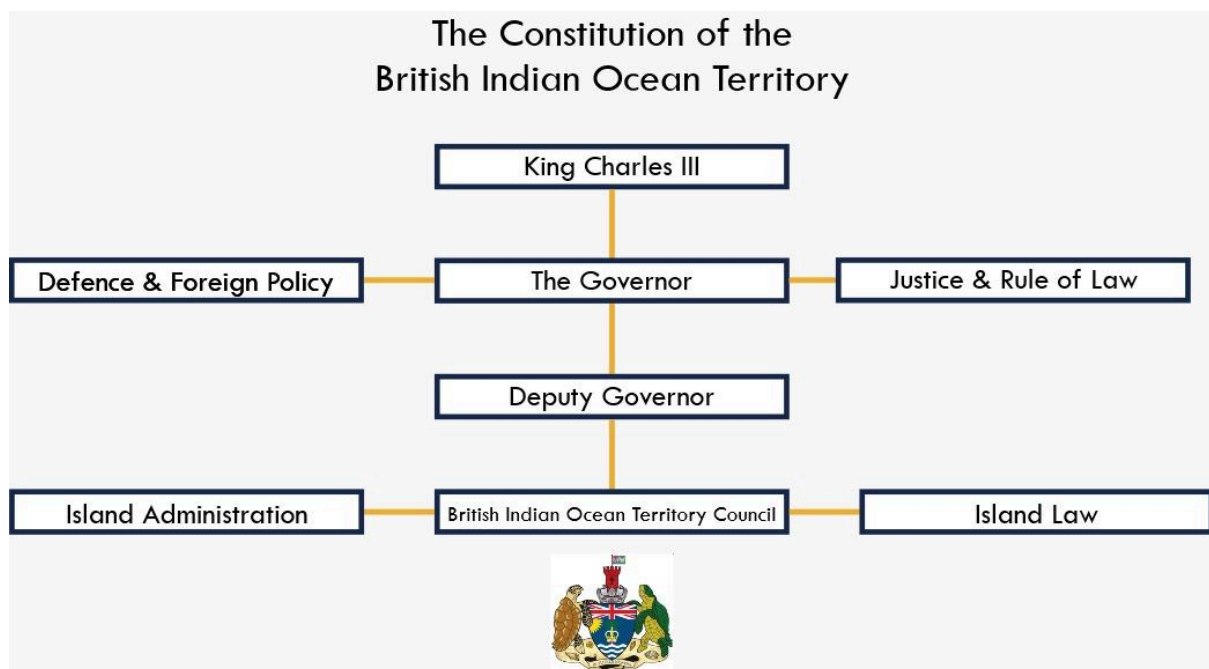 The Constitution of the
British Indian Ocean Territory
King Charles III
Defence & Foreign Policy
The Governor
Justice & Rule of Law
Deputy Governor
Island Administration
British Indian Ocean Territory Council
Island Law